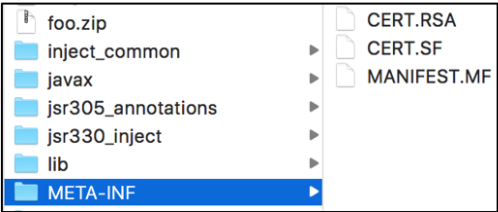 foo.zip
inject_common
javax
jsr305_annotations
jsr330_inject
lib
META-INF
CERT.RSA
CERT.SF
MANIFEST.MF